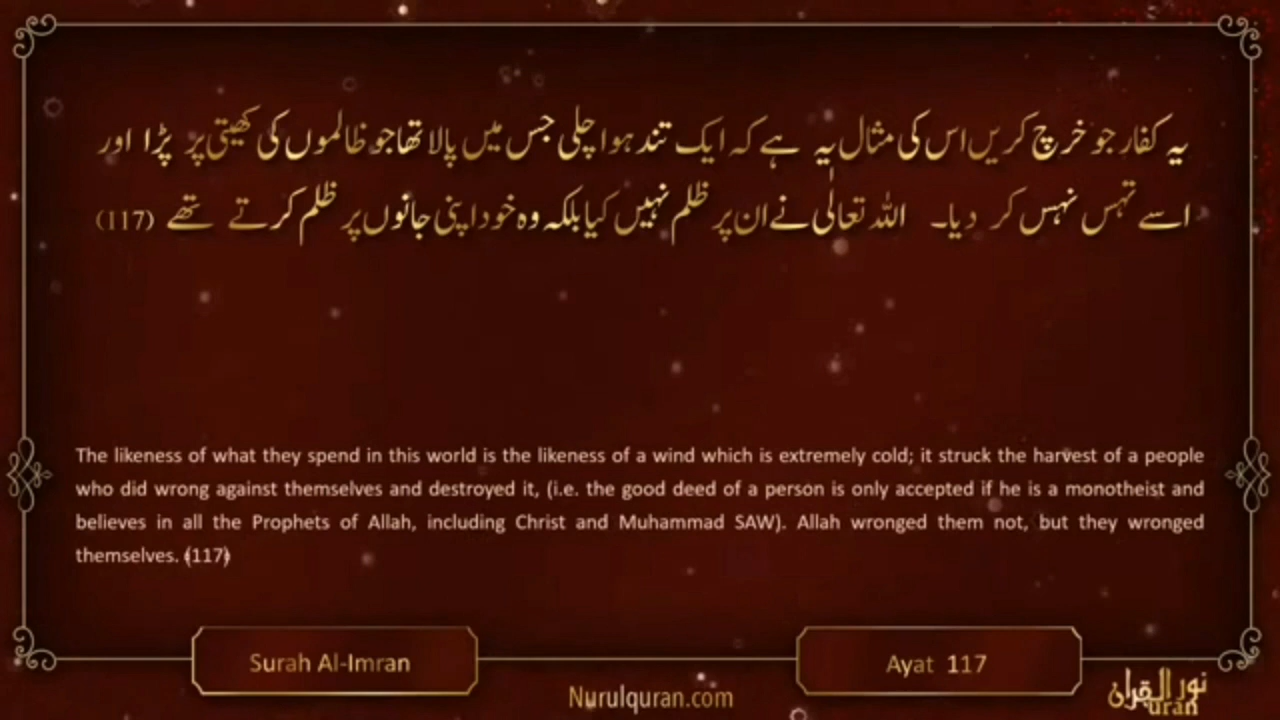 یہ کفار جو خرچ کریں اس کی مثال یہ ہے کہ ایک تند ہوا چلی جس میں پالا تھا جو ظالموں کی کھیتی پر پڑا اور
اسے تہس نہس کر دیا۔ اللہ تعالٰی نے ان پر ظلم نہیں کیا بلکہ وہ خود اپنی جانوں پر ظلم کرتے تھے (117)
The likeness of what they spend in this world is the likeness of a wind which is extremely cold; it struck the harvest of a people
who did wrong against themselves and destroyed it, (i.e. the good deed of a person is only accepted if he is a monotheist and
believes in all the Prophets of Allah, including Christ and Muhammad SAW). Allah wronged them not, but they wronged
themselves. ﴾117﴿
Surah Al-Imran
Ayat 117
Nurulquran.com
نور القران
uran